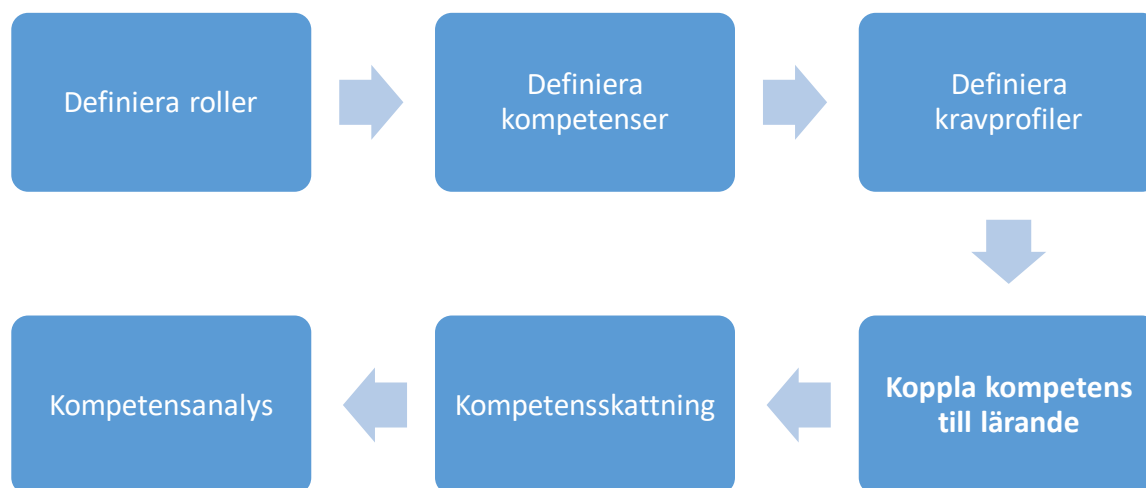 Definiera roller
Definiera
kompetenser
Definiera
kravprofiler
Koppla kompetens
till lärande
Kompetensskattning
Kompetensanalys